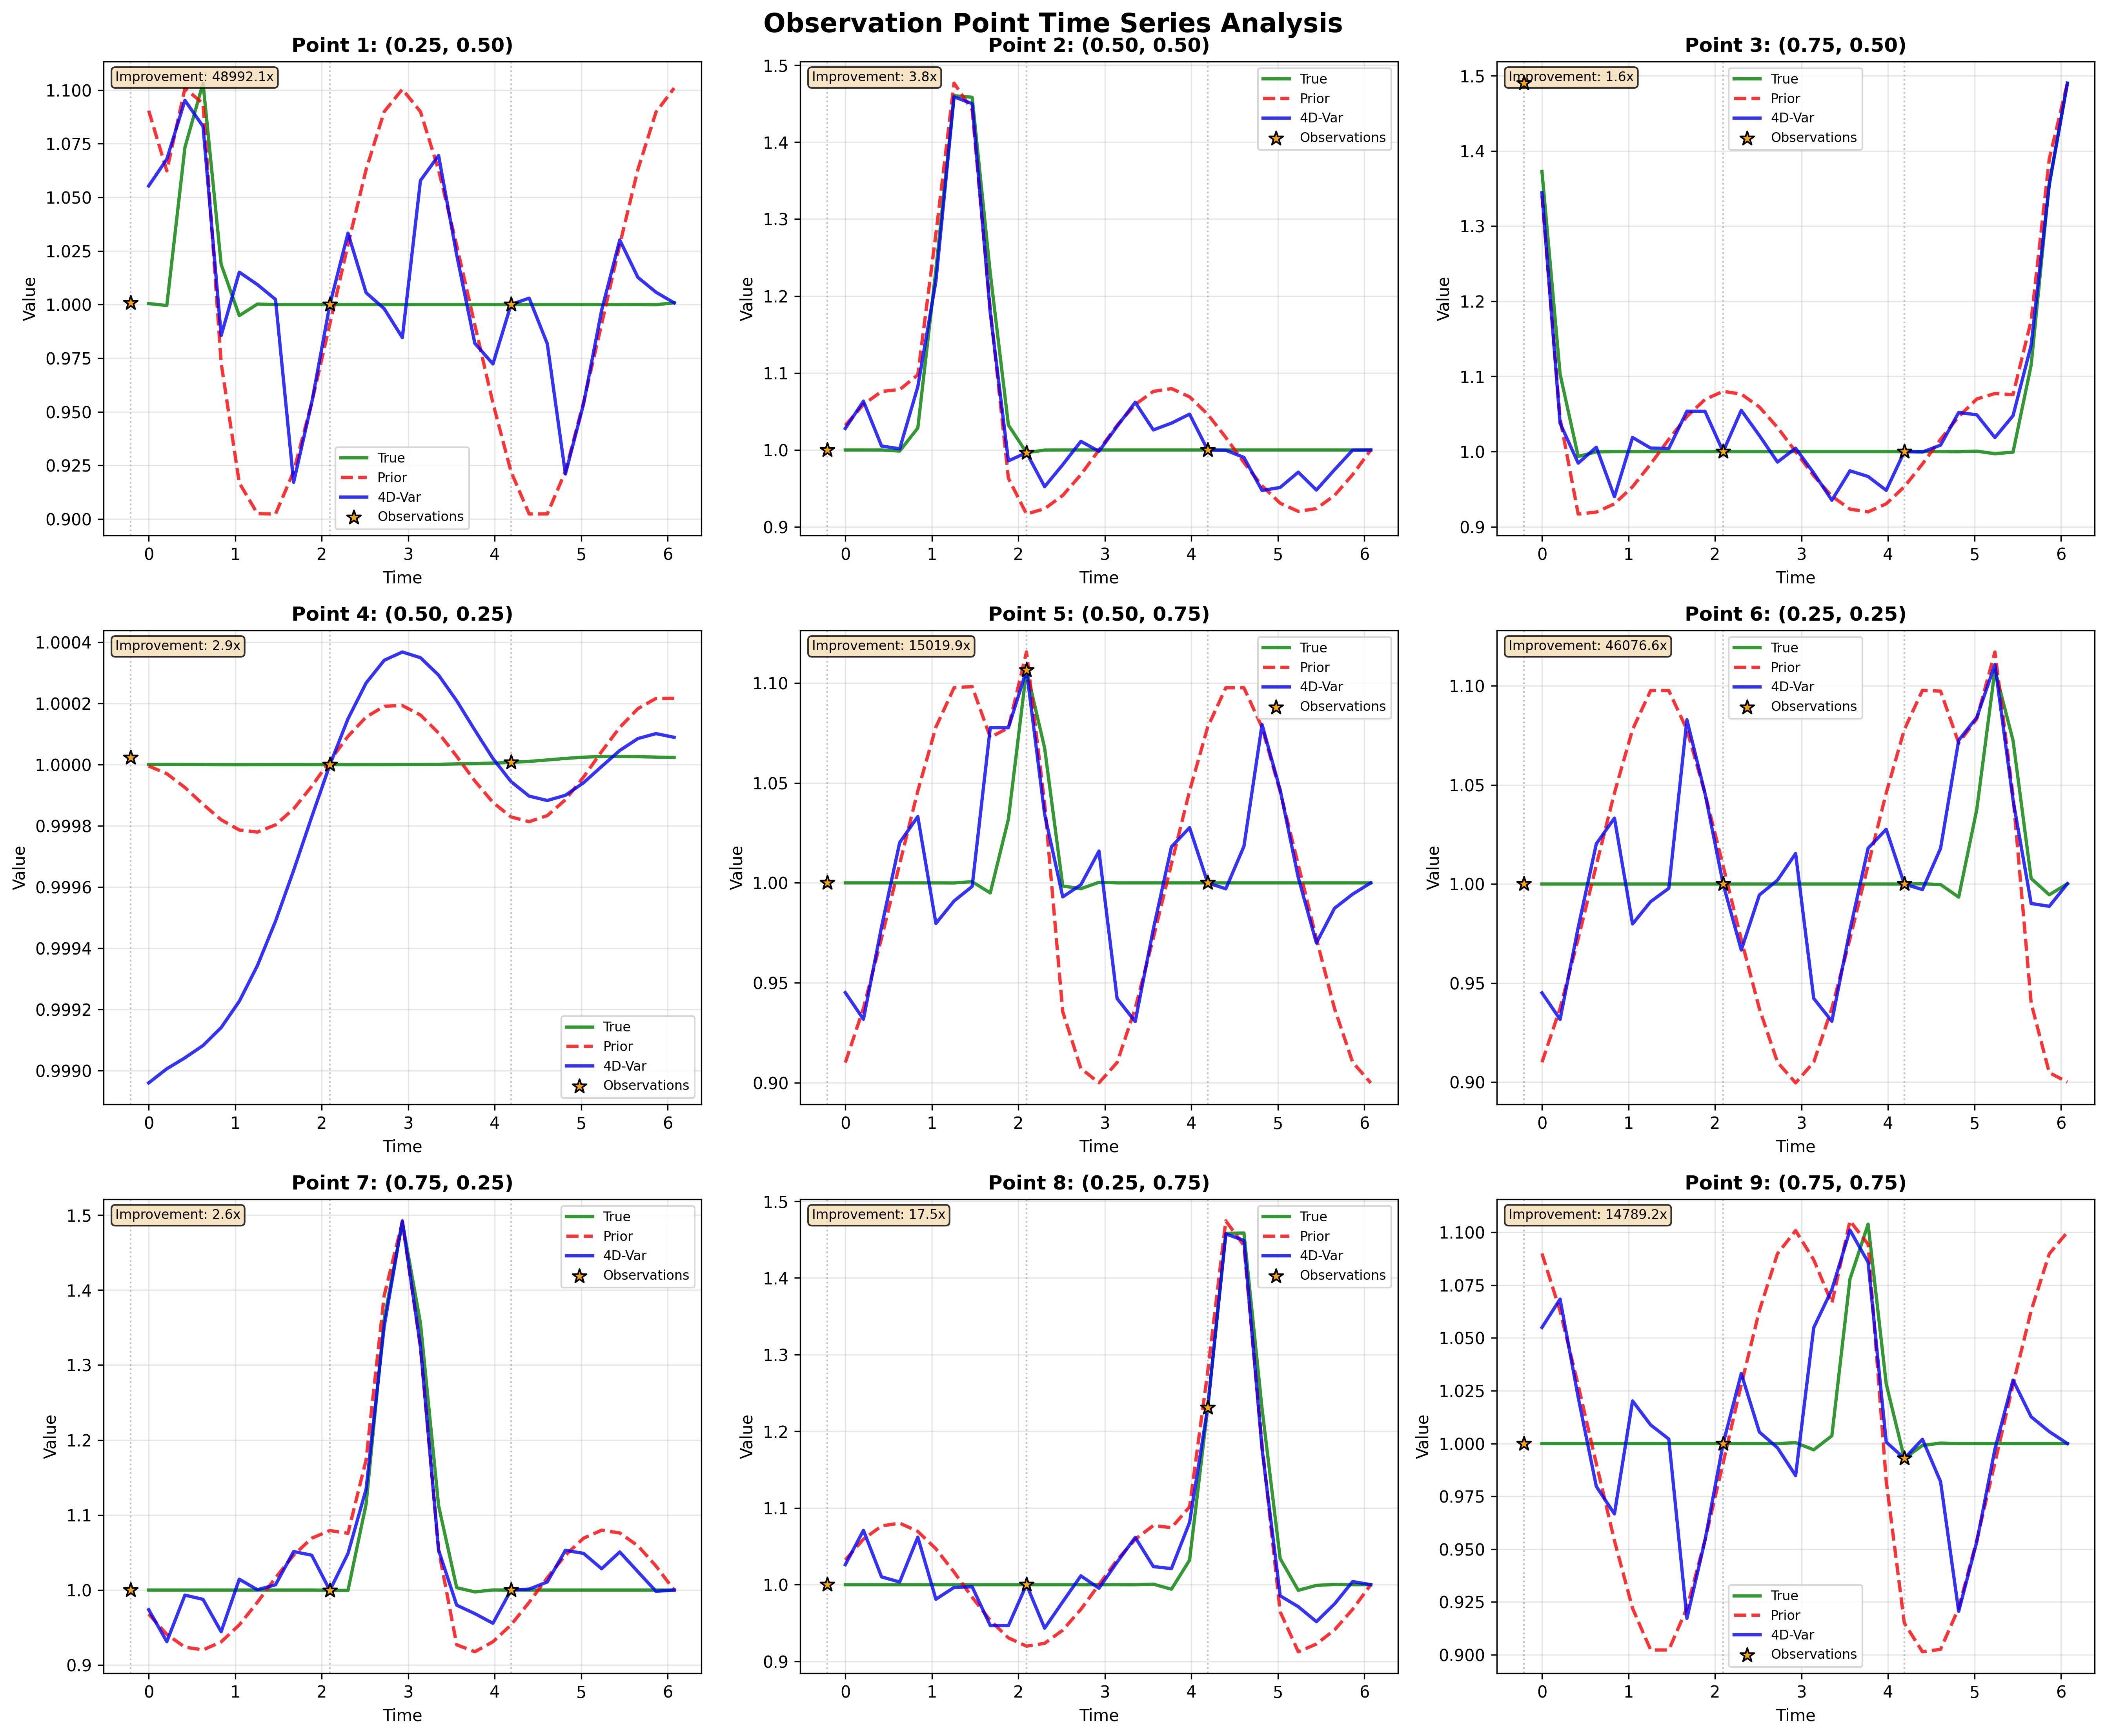 Observation Point Time Series Analysis
Point 1: (0.25, 0.50)
Improvement: 48992.1x
1.100
1.075
1.050
1.025
1.000
0.975
0.950
0.925
0.900
Value
True
Prior
4D-Var
Observations
0 1 2 3 4 5 6
Time
Point 2: (0.50, 0.50)
Improvement: 3.8x
1.5
1.4
1.3
1.2
1.1
1.0
0.9
Value
True
Prior
4D-Var
Observations
0 1 2 3 4 5 6
Time
Point 3: (0.75, 0.50)
Improvement: 1.6x
1.5
1.4
1.3
1.2
1.1
1.0
0.9
Value
True
Prior
4D-Var
Observations
0 1 2 3 4 5 6
Time
Point 4: (0.50, 0.25)
Improvement: 2.9x
1.0004
1.0002
1.0000
0.9998
0.9996
0.9994
0.9992
0.9990
Value
True
Prior
4D-Var
Observations
0 1 2 3 4 5 6
Time
Point 5: (0.50, 0.75)
Improvement: 15019.9x
1.10
1.05
1.00
0.95
0.90
Value
True
Prior
4D-Var
Observations
0 1 2 3 4 5 6
Time
Point 6: (0.25, 0.25)
Improvement: 46076.6x
1.10
1.05
1.00
0.95
0.90
Value
True
Prior
4D-Var
Observations
0 1 2 3 4 5 6
Time
Point 7: (0.75, 0.25)
Improvement: 2.6x
1.5
1.4
1.3
1.2
1.1
1.0
0.9
Value
True
Prior
4D-Var
Observations
0 1 2 3 4 5 6
Time
Point 8: (0.25, 0.75)
Improvement: 17.5x
1.5
1.4
1.3
1.2
1.1
1.0
0.9
Value
True
Prior
4D-Var
Observations
0 1 2 3 4 5 6
Time
Point 9: (0.75, 0.75)
Improvement: 14789.2x
1.100
1.075
1.050
1.025
1.000
0.975
0.950
0.925
0.900
Value
True
Prior
4D-Var
Observations
0 1 2 3 4 5 6
Time